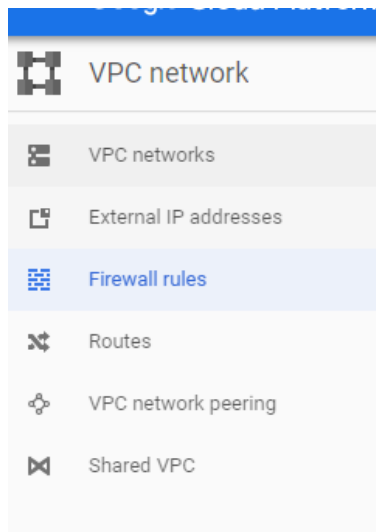 VPC network
VPC networks
External IP addresses
Firewall rules
Routes
VPC network peering
Shared VPC